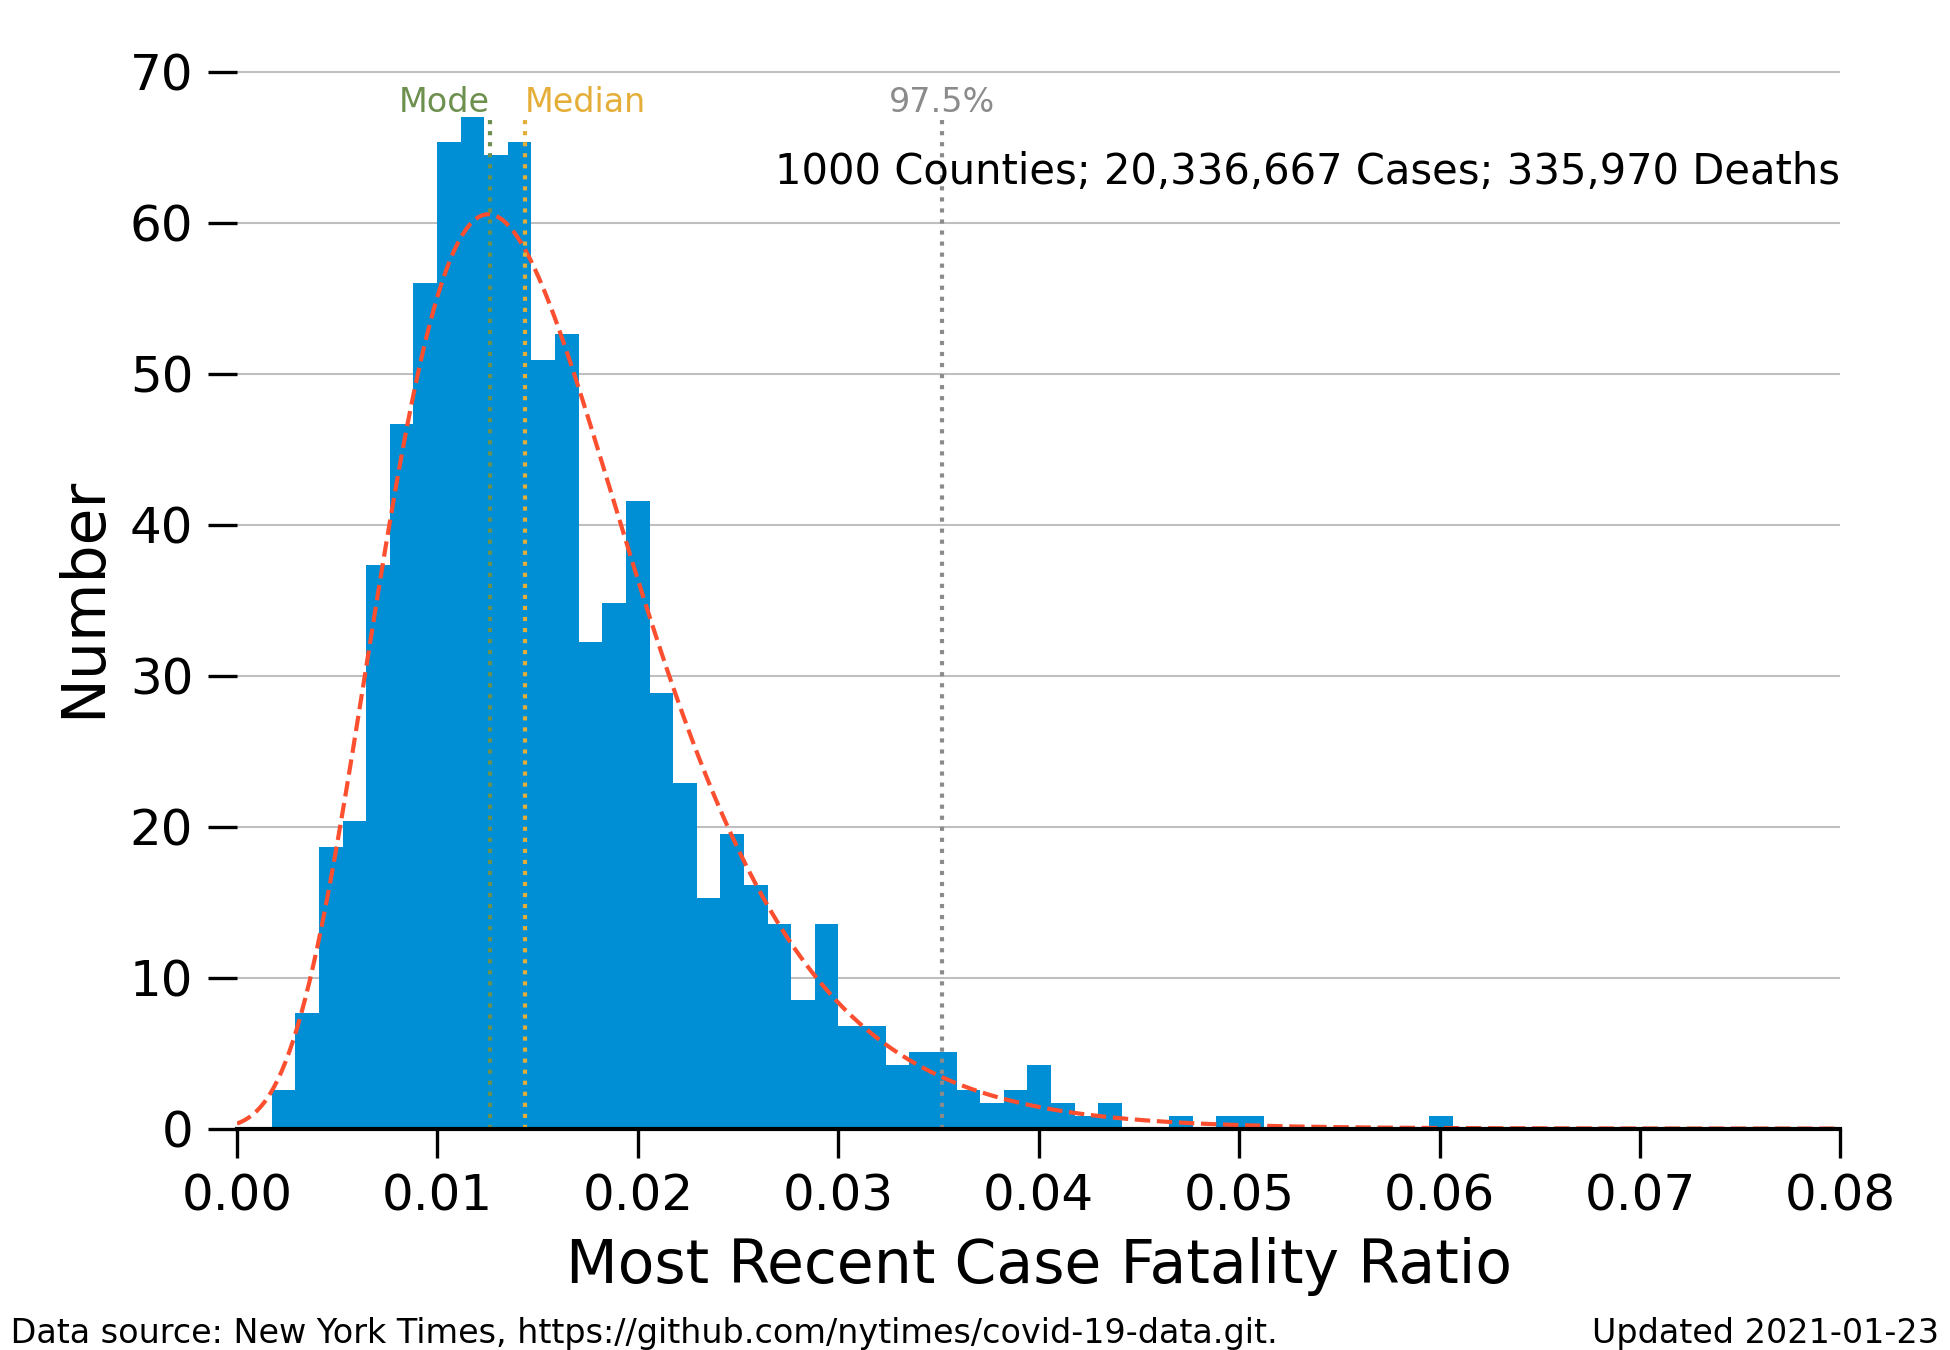 70
Mode Median 97.5%
1000 Counties; 20,336,667 Cases; 335,970 Deaths
60
50
40
30
20
10
0
Number
0.00 0.01 0.02 0.03 0.04 0.05 0.06 0.07 0.08
Most Recent Case Fatality Ratio
Data source: New York Times, https://github.com/nytimes/covid-19-data.git.
Updated 2021-01-23